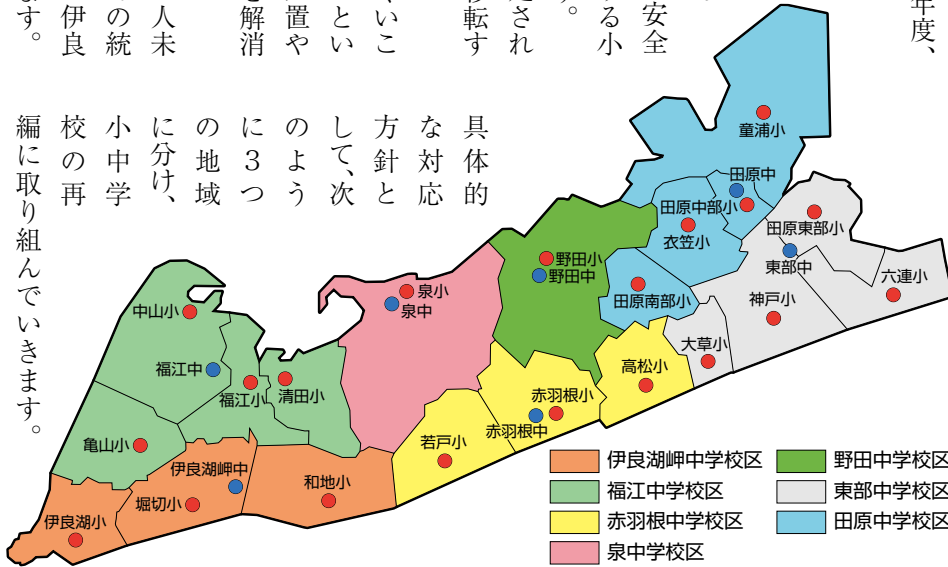 年度、
安全
る小
す。
され
移転す
いこ
とい
置や
解消
人未
の統
伊良
ます。
具体的
な対応
方針と
して、次
のよう
に３つ
の地域
に分け、
小中学
校の再
編に取り組んでいきます。
童浦小
田原中
田原中部小
衣笠小
田原東部小
東部中
六連小
神戸小
田原南部小
大草小
野田小
野田中
泉小
泉中
高松小
赤羽根小
赤羽根中
若戸小
中山小
福江中
福江小
清田小
亀山小
伊良湖岬中
堀切小
和地小
伊良湖小
伊良湖岬中学校区
福江中学校区
赤羽根中学校区
泉中学校区
野田中学校区
東部中学校区
田原中学校区